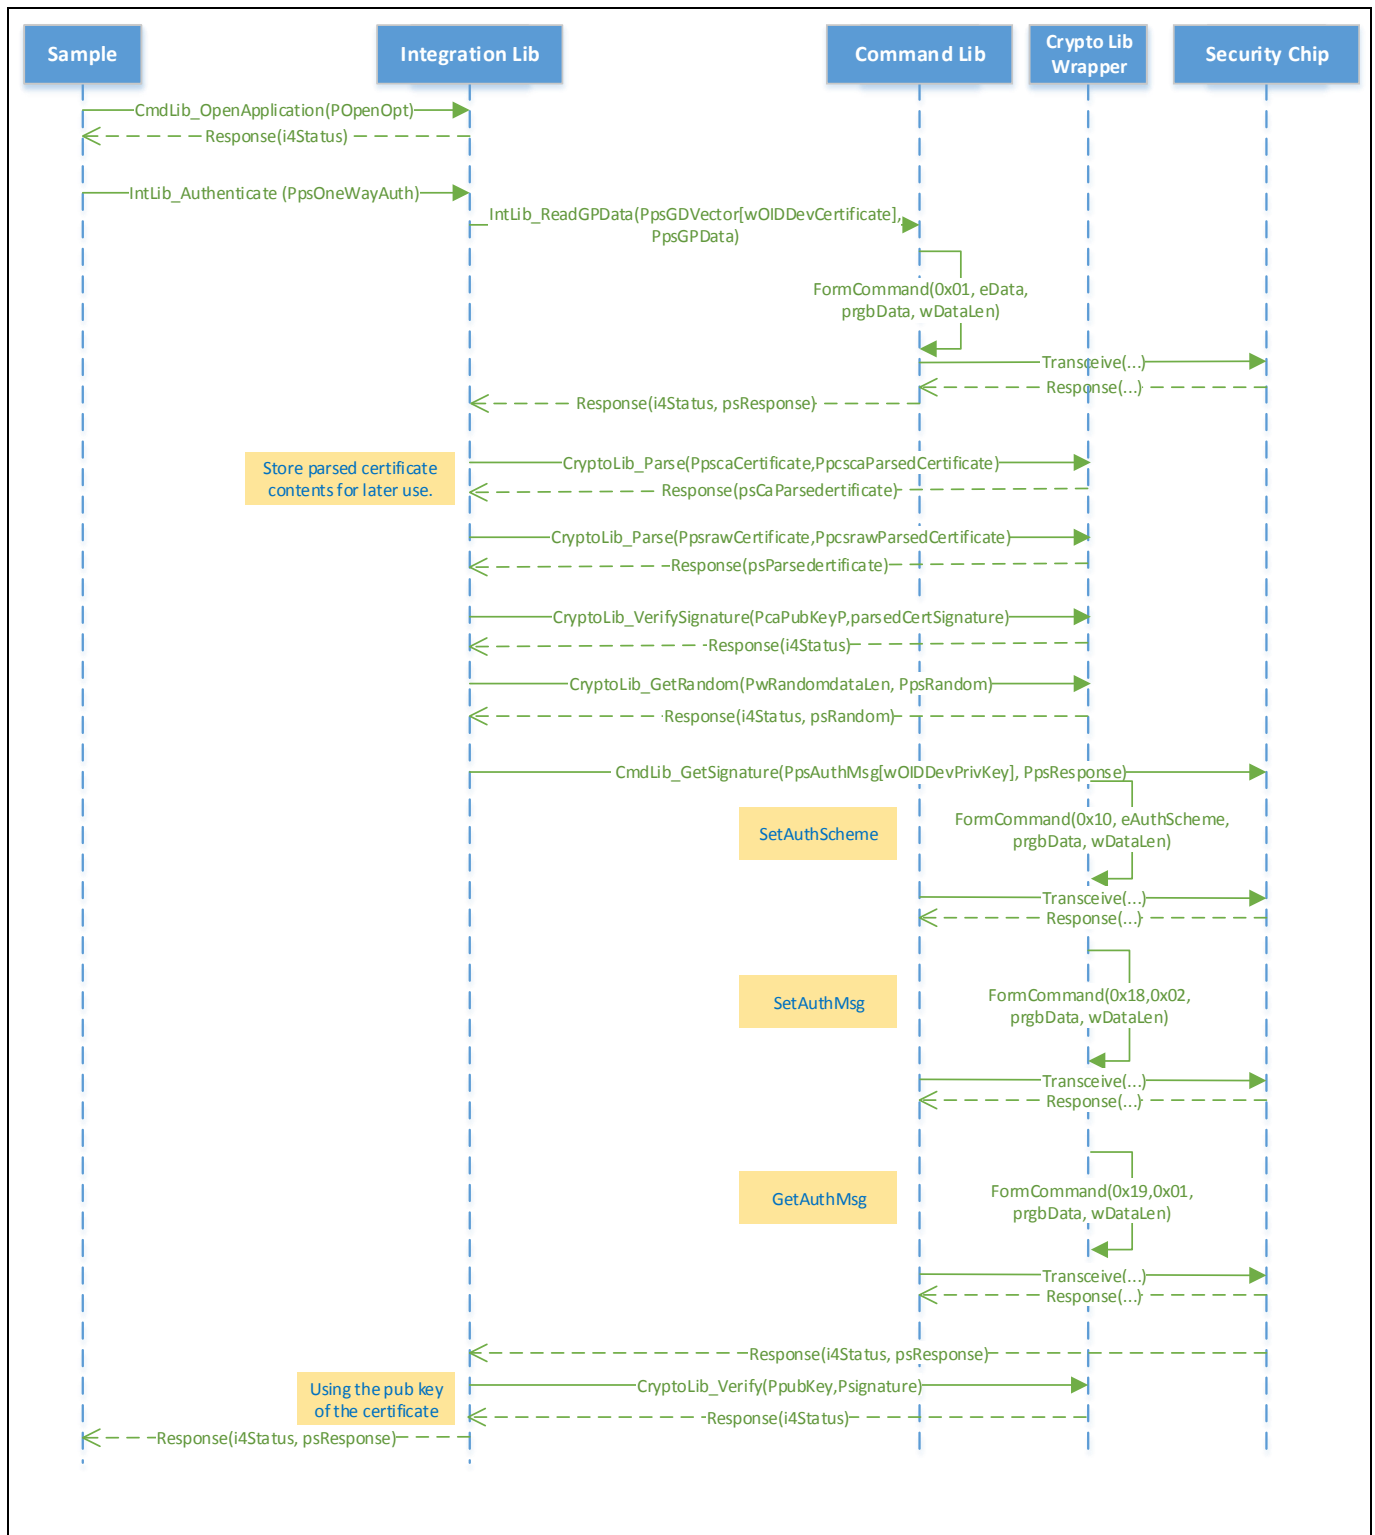 Sample
Integration Lib
Command Lib
Crypto Lib
Wrapper
Security Chip
CmdLib_OpenApplication(POpenOpt)
Response(i4Status)
IntLib_Authenticate (PpsOneWayAuth)
IntLib_ReadGPData(PpsGDVector[wOIDDevCertificate],
PpsGPData)
FormCommand(0x01, eData,
prgbData, wDataLen)
Transceive(...)
Response(...)
Response(i4Status, psResponse)
Store parsed certificate
contents for later use.
CryptoLib_Parse(PpscaCertificate,PpcscaParsedCertificate)
Response(psCaParsedertificate)
CryptoLib_Parse(PpsrawCertificate,PpcsrawParsedCertificate)
Response(psParsedertificate)
CryptoLib_VerifySignature(PcaPubKeyP,parsedCertSignature)
Response(i4Status)
CryptoLib_GetRandom(PwRandomdataLen, PpsRandom)
Response(i4Status, psRandom)
CmdLib_GetSignature(PpsAuthMsg[wOIDDevPrivKey], PpsResponse)
SetAuthScheme
FormCommand(0x10, eAuthScheme,
prgbData, wDataLen)
Transceive(...)
Response(...)
SetAuthMsg
FormCommand(0x18,0x02,
prgbData, wDataLen)
Transceive(...)
Response(...)
GetAuthMsg
FormCommand(0x19,0x01,
prgbData, wDataLen)
Transceive(...)
Response(...)
Response(i4Status, psResponse)
Using the pub key
of the certificate
CryptoLib_Verify(PpubKey,Psignature)
Response(i4Status)
Response(i4Status, psResponse)